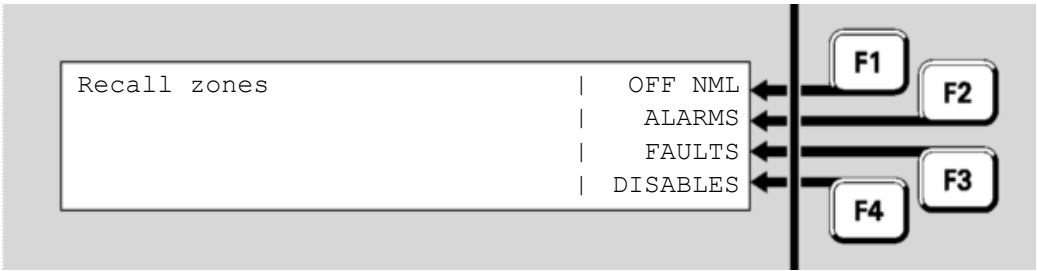 Recall zones | OFF NML
| ALARMS
| FAULTS
| DISABLES
F1
F2
F3
F4